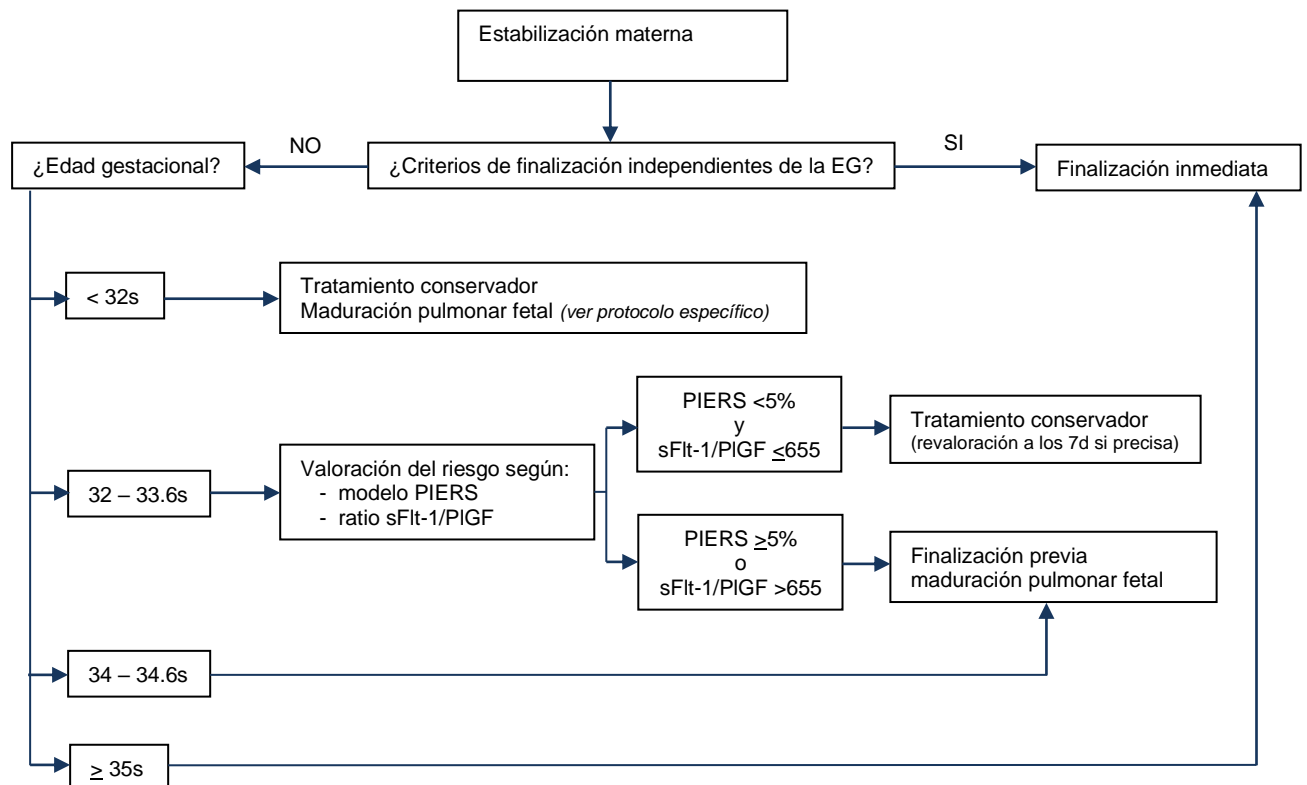 Estabilización materna
NO
SI
¿Edad gestacional?
¿Criterios de finalización independientes de la EG?
Finalización inmediata
< 32s
Tratamiento conservador
Maduración pulmonar fetal (ver protocolo específico)
32 – 33.6s
Valoración del riesgo según:
- modelo PIERS
- ratio sFlt-1/PlGF
PIERS <5%
y
sFlt-1/PlGF ≤655
Tratamiento conservador
(revaloración a los 7d si precisa)
PIERS ≥5%
o
sFlt-1/PlGF >655
Finalización previa
maduración pulmonar fetal
34 – 34.6s
≥ 35s